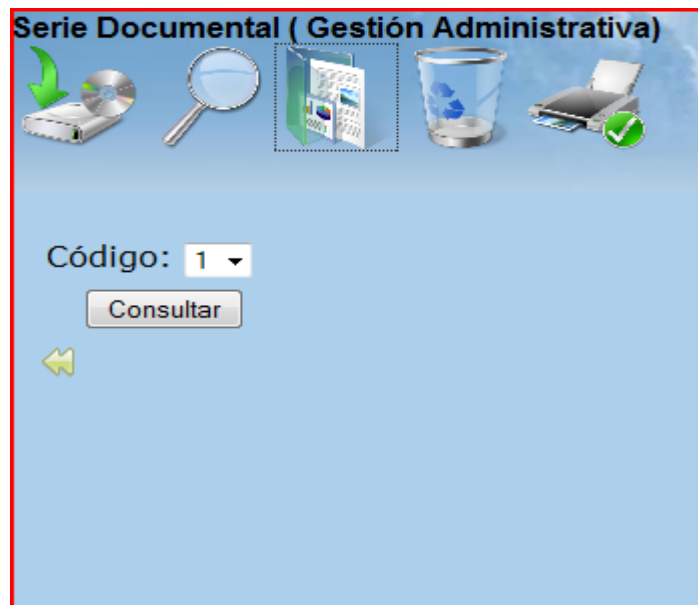 Serie Documental ( Gestión Administrativa)
Código: 1
Consultar